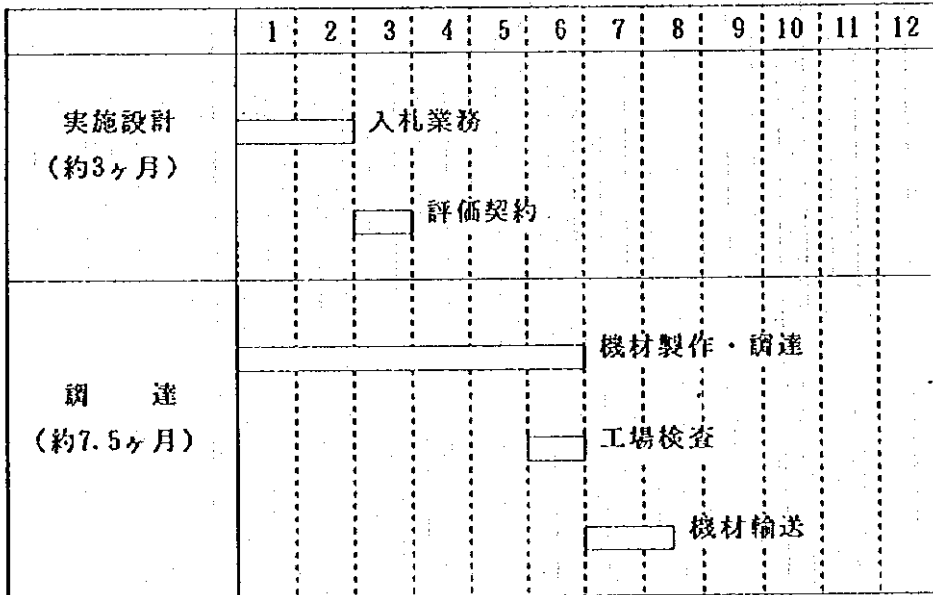 1 2 3 4 5 6 7 8 9 10 11 12
実施設計
(約3ヶ月)
入札業務
評価契約
調 達
(約7.5ヶ月)
機材製作・調達
工場検査
機材輸送